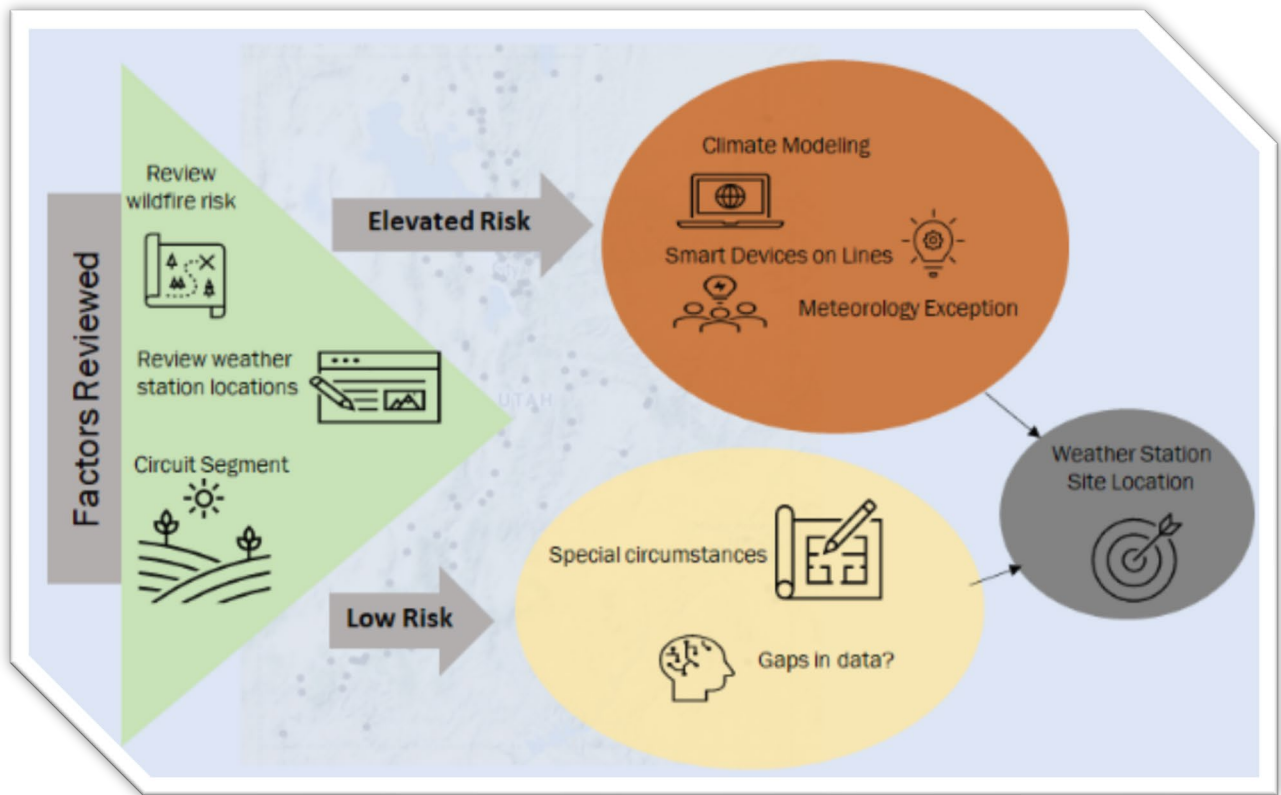 Factors Reviewed
Review
wildfire risk
Review weather
station locations
Circuit Segment
Elevated Risk
Low Risk
Climate Modeling
Smart Devices on Lines
Meteorology Exception
Special circumstances
Gaps in data?
Weather Station
Site Location
UTAH